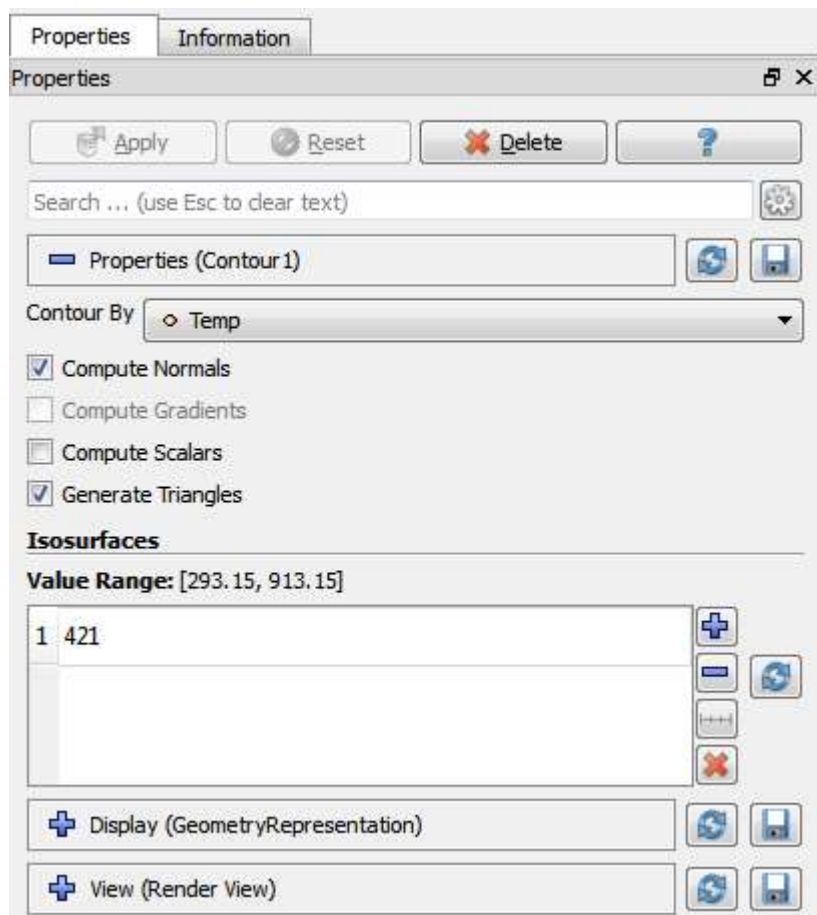 Properties Information
Properties
Apply Reset Delete ?
Search ... (use Esc to clear text)
Properties (Contour1)
Contour By Temp
Compute Normals
Compute Gradients
Compute Scalars
Generate Triangles
Isosurfaces
Value Range: [293.15, 913.15]
1 421
Display (GeometryRepresentation)
View (Render View)